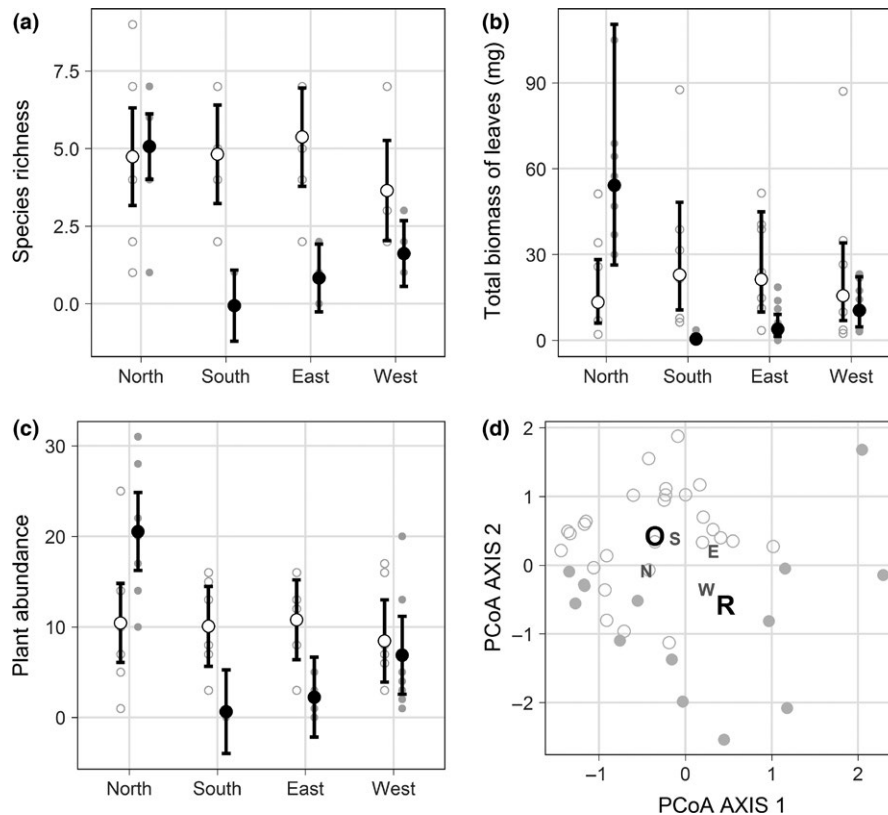 (a)
Species richness
7.5
5.0
2.5
0.0
North South East West
(b)
Total biomass of leaves (mg)
90
60
30
0
North South East West
(c)
Plant abundance
30
20
10
0
North South East West
(d)
PCoA AXIS 2
2
1
0
−1
−2
O S
E
N
W
R
−1 0 1 2
PCoA AXIS 1